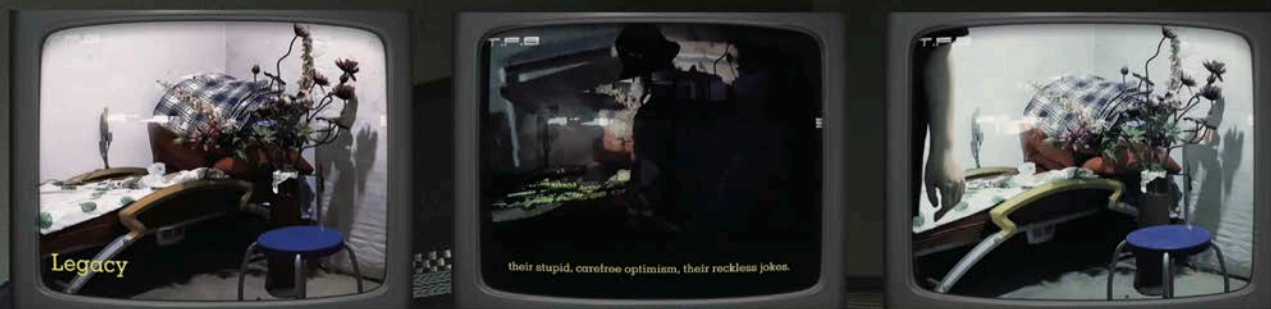 Legacy
T.P.B
their stupid, carefree optimism, their reckless jokes.